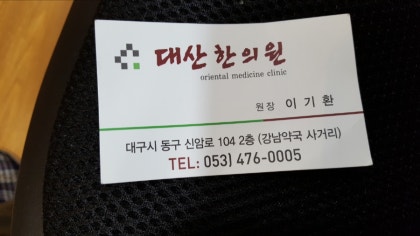 대산한의원
oriental medicine clinic
원장 이 기 환
대구시 동구 신암로 104 2층 (강남약국 사거리)
TEL: 053) 476-0005